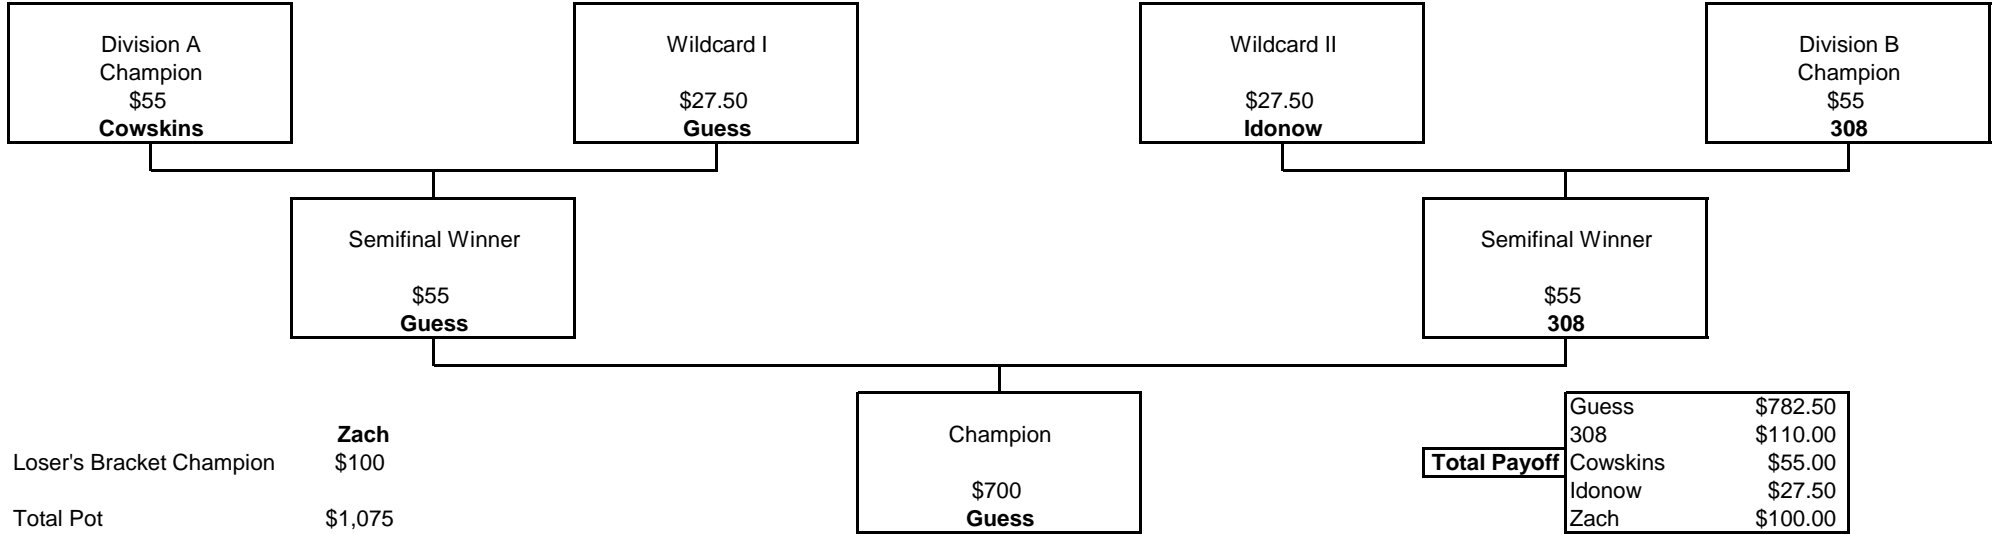 Division A
Champion
$55
Cowskins
Wildcard I
$27.50
Guess
Wildcard II
$27.50
Idonow
Division B
Champion
$55
308
Semifinal Winner
$55
Guess
Semifinal Winner
$55
308
Zach
Loser's Bracket Champion $100
Total Pot $1,075
Champion
$700
Guess
Total Payoff
Guess $782.50
308 $110.00
Cowskins $55.00
Idonow $27.50
Zach $100.00